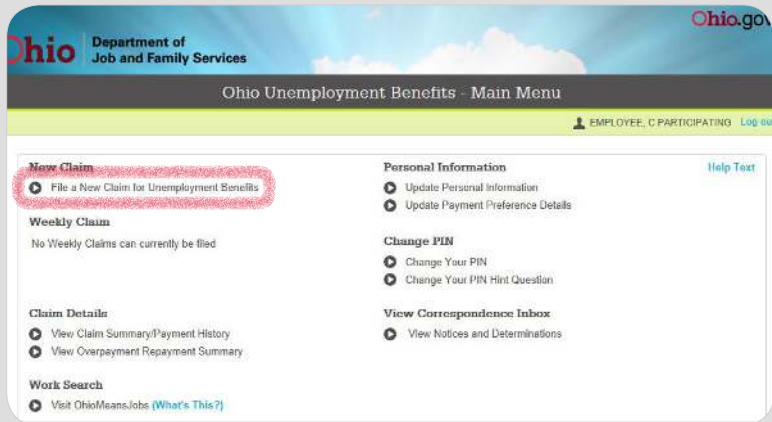 Ohio.gov
Ohio Department of
Job and Family Services
Ohio Unemployment Benefits - Main Menu
EMPLOYEE, C PARTICIPATING Log out
New Claim
File a New Claim for Unemployment Benefits
Weekly Claim
No Weekly Claims can currently be filed
Claim Details
View Claim Summary/Payment History
View Overpayment Repayment Summary
Work Search
Visit OhioMeansJobs (What's This?)
Personal Information
Help Text
Update Personal Information
Update Payment Preference Details
Change PIN
Change Your PIN
Change Your PIN Hint Question
View Correspondence Inbox
View Notices and Determinations